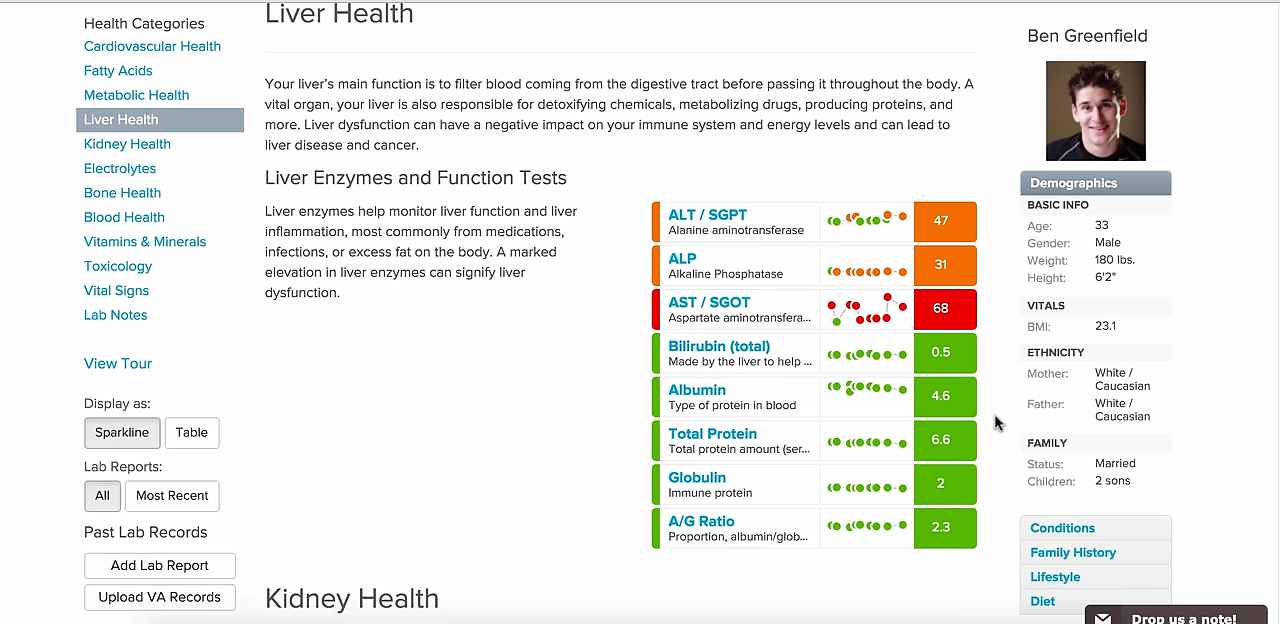 Health Categories
Cardiovascular Health
Fatty Acids
Metabolic Health
Liver Health
Kidney Health
Electrolytes
Bone Health
Blood Health
Vitamins & Minerals
Toxicology
Vital Signs
Lab Notes
View Tour
Display as:
Sparkline Table
Lab Reports:
All Most Recent
Past Lab Records
Add Lab Report
Upload VA Records
Liver Health
Your liver's main function is to filter blood coming from the digestive tract before passing it throughout the body. A
vital organ, your liver is also responsible for detoxifying chemicals, metabolizing drugs, producing proteins, and
more. Liver dysfunction can have a negative impact on your immune system and energy levels and can lead to
liver disease and cancer.
Liver Enzymes and Function Tests
Liver enzymes help monitor liver function and liver
inflammation, most commonly from medications,
infections, or excess fat on the body. A marked
elevation in liver enzymes can signify liver
dysfunction.
ALT / SGPT 47
Alanine aminotransferase
ALP 31
Alkaline Phosphatase
AST / SGOT 68
Aspartate aminotransfera...
Bilirubin (total) 0.5
Made by the liver to help ...
Albumin 4.6
Type of protein in blood
Total Protein 6.6
Total protein amount (ser...
Globulin 2
Immune protein
A/G Ratio 2.3
Proportion, albumin/glob...
Kidney Health
Ben Greenfield
Demographics
BASIC INFO
Age: 33
Gender: Male
Weight: 180 lbs.
Height: 6'2"
VITALS
BMI: 23.1
ETHNICITY
Mother: White /
Caucasian
Father: White /
Caucasian
FAMILY
Status: Married
Children: 2 sons
Conditions
Family History
Lifestyle
Diet
Drop us a note!